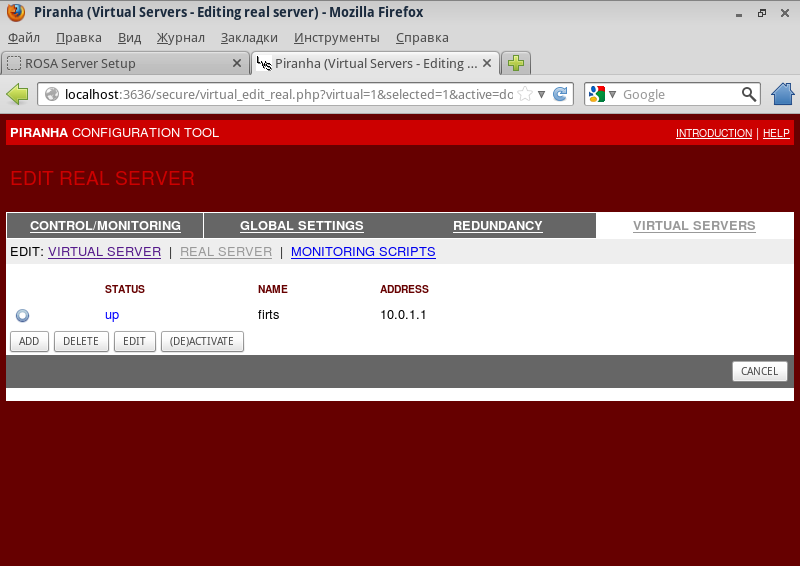 Piranha (Virtual Servers - Editing real server) - Mozilla Firefox
Файл Правка Вид Журнал Закладки Инструменты Справка
ROSA Server Setup Piranha (Virtual Servers - Editing ...
localhost:3636/secure/virtual_edit_real.php?virtual=1&selected=1&active=do Google
PIRANHA CONFIGURATION TOOL INTRODUCTION | HELP
EDIT REAL SERVER
CONTROL/MONITORING GLOBAL SETTINGS REDUNDANCY VIRTUAL SERVERS
EDIT: VIRTUAL SERVER | REAL SERVER | MONITORING SCRIPTS
STATUS NAME ADDRESS
up firts 10.0.1.1
ADD DELETE EDIT (DE)ACTIVATE
CANCEL